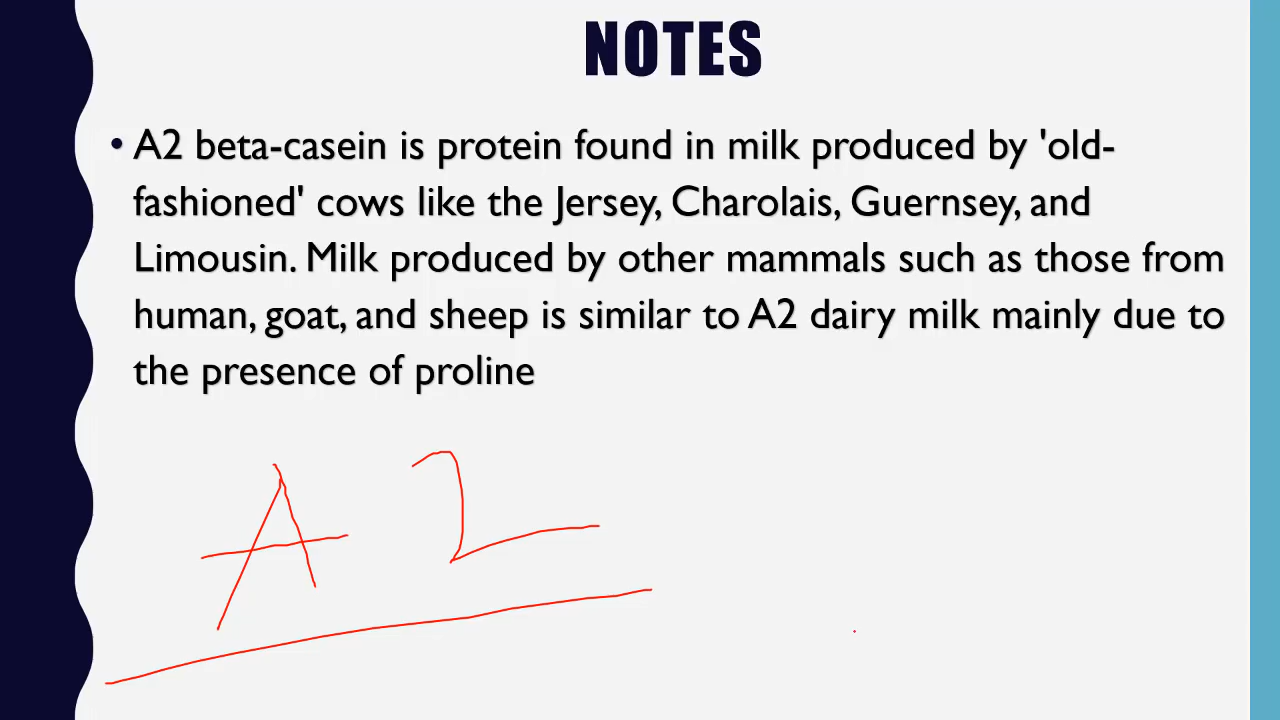 NOTES
• A2 beta-casein is protein found in milk produced by 'old-
fashioned' cows like the Jersey, Charolais, Guernsey, and
Limousin. Milk produced by other mammals such as those from
human, goat, and sheep is similar to A2 dairy milk mainly due to
the presence of proline
A 2